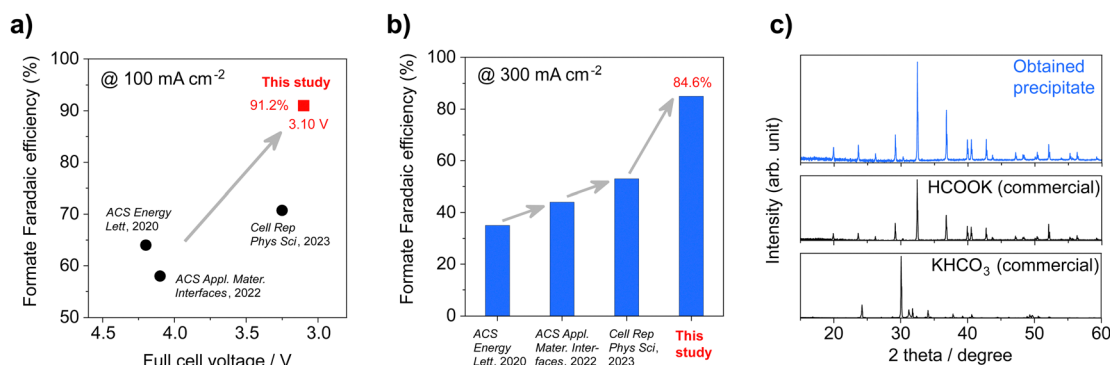 a)
Formate Faradaic efficiency (%)
100
90
80
70
60
50
@ 100 mA cm-2
This study
91.2%
3.10 V
ACS Energy
Lett, 2020
Cell Rep
Phys Sci, 2023
ACS Appl. Mater.
Interfaces, 2022
4.5
4.0
3.5
3.0
Full cell voltage / V
b)
Formate Faradaic efficiency (%)
100
80
60
40
20
0
@ 300 mA cm-2
84.6%
ACS
Energy
Lett, 2020
ACS Appl.
Mater. Inter-
faces, 2022
Cell Rep
Phys Sci,
2023
This
study
c)
Intensity (arb. unit)
Obtained
precipitate
HCOOK (commercial)
KHCO3 (commercial)
20
30
40
50
60
2 theta / degree